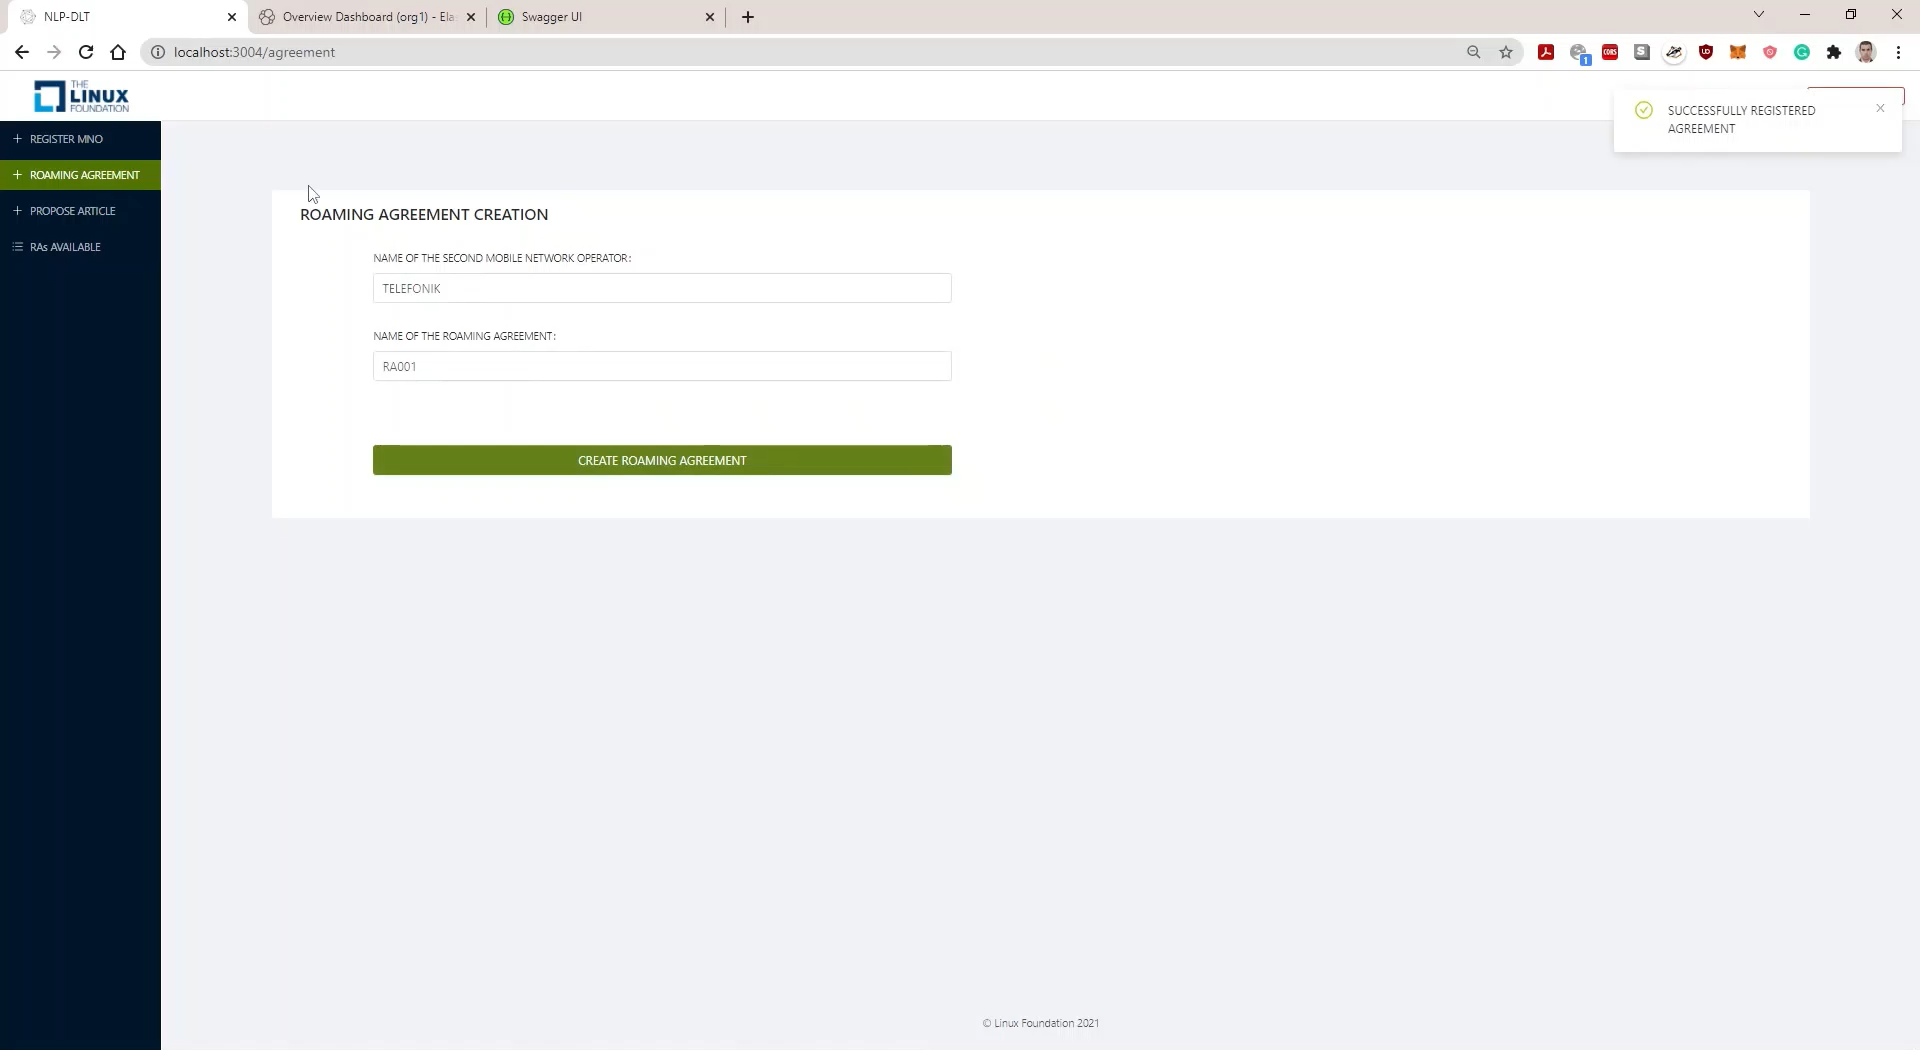 NLP-DLT
Overview Dashboard (org1) - Ela
Swagger UI
localhost:3004/agreement
1
CORS
S
THE
LINUX
FOUNDATION
SUCCESSFULLY REGISTERED
AGREEMENT
REGISTER MNO
ROAMING AGREEMENT
PROPOSE ARTICLE
RAs AVAILABLE
ROAMING AGREEMENT CREATION
NAME OF THE SECOND MOBILE NETWORK OPERATOR:
TELEFONIK
NAME OF THE ROAMING AGREEMENT:
RA001
CREATE ROAMING AGREEMENT
© Linux Foundation 2021